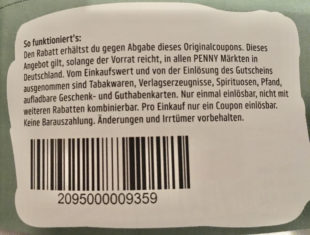 So funktioniert's:
Den Rabatt erhältst du gegen Abgabe dieses Originalcoupons. Dieses
Angebot gilt, solange der Vorrat reicht, in allen PENNY Märkten in
Deutschland. Vom Einkaufswert und von der Einlösung des Gutscheins
ausgenommen sind Tabakwaren, Verlagserzeugnisse, Spirituosen, Pfand,
aufladbare Geschenk- und Guthabenkarten. Nur einmal einlösbar, nicht mit
weiteren Rabatten kombinierbar. Pro Einkauf nur ein Coupon einlösbar.
Keine Barauszahlung. Änderungen und Irrtümer vorbehalten.
2095000009359